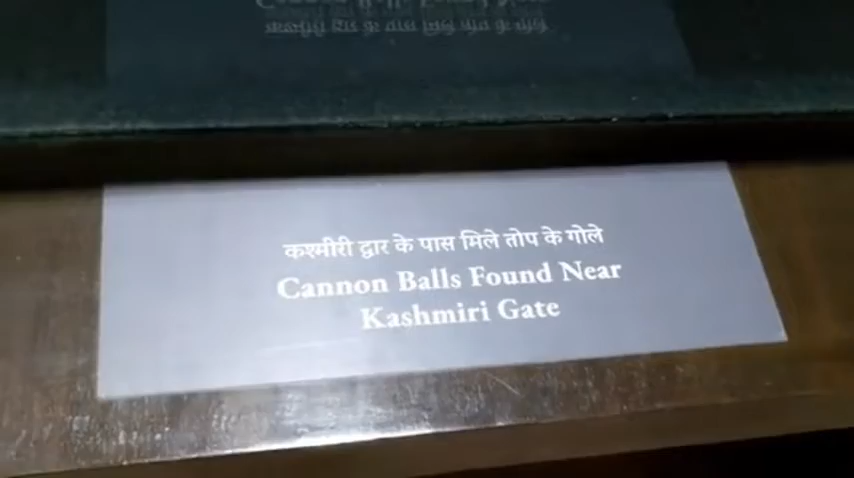 कश्मीरी द्वार के पास मिले तोप के गोले
Cannon Balls Found Near
Kashmiri Gate